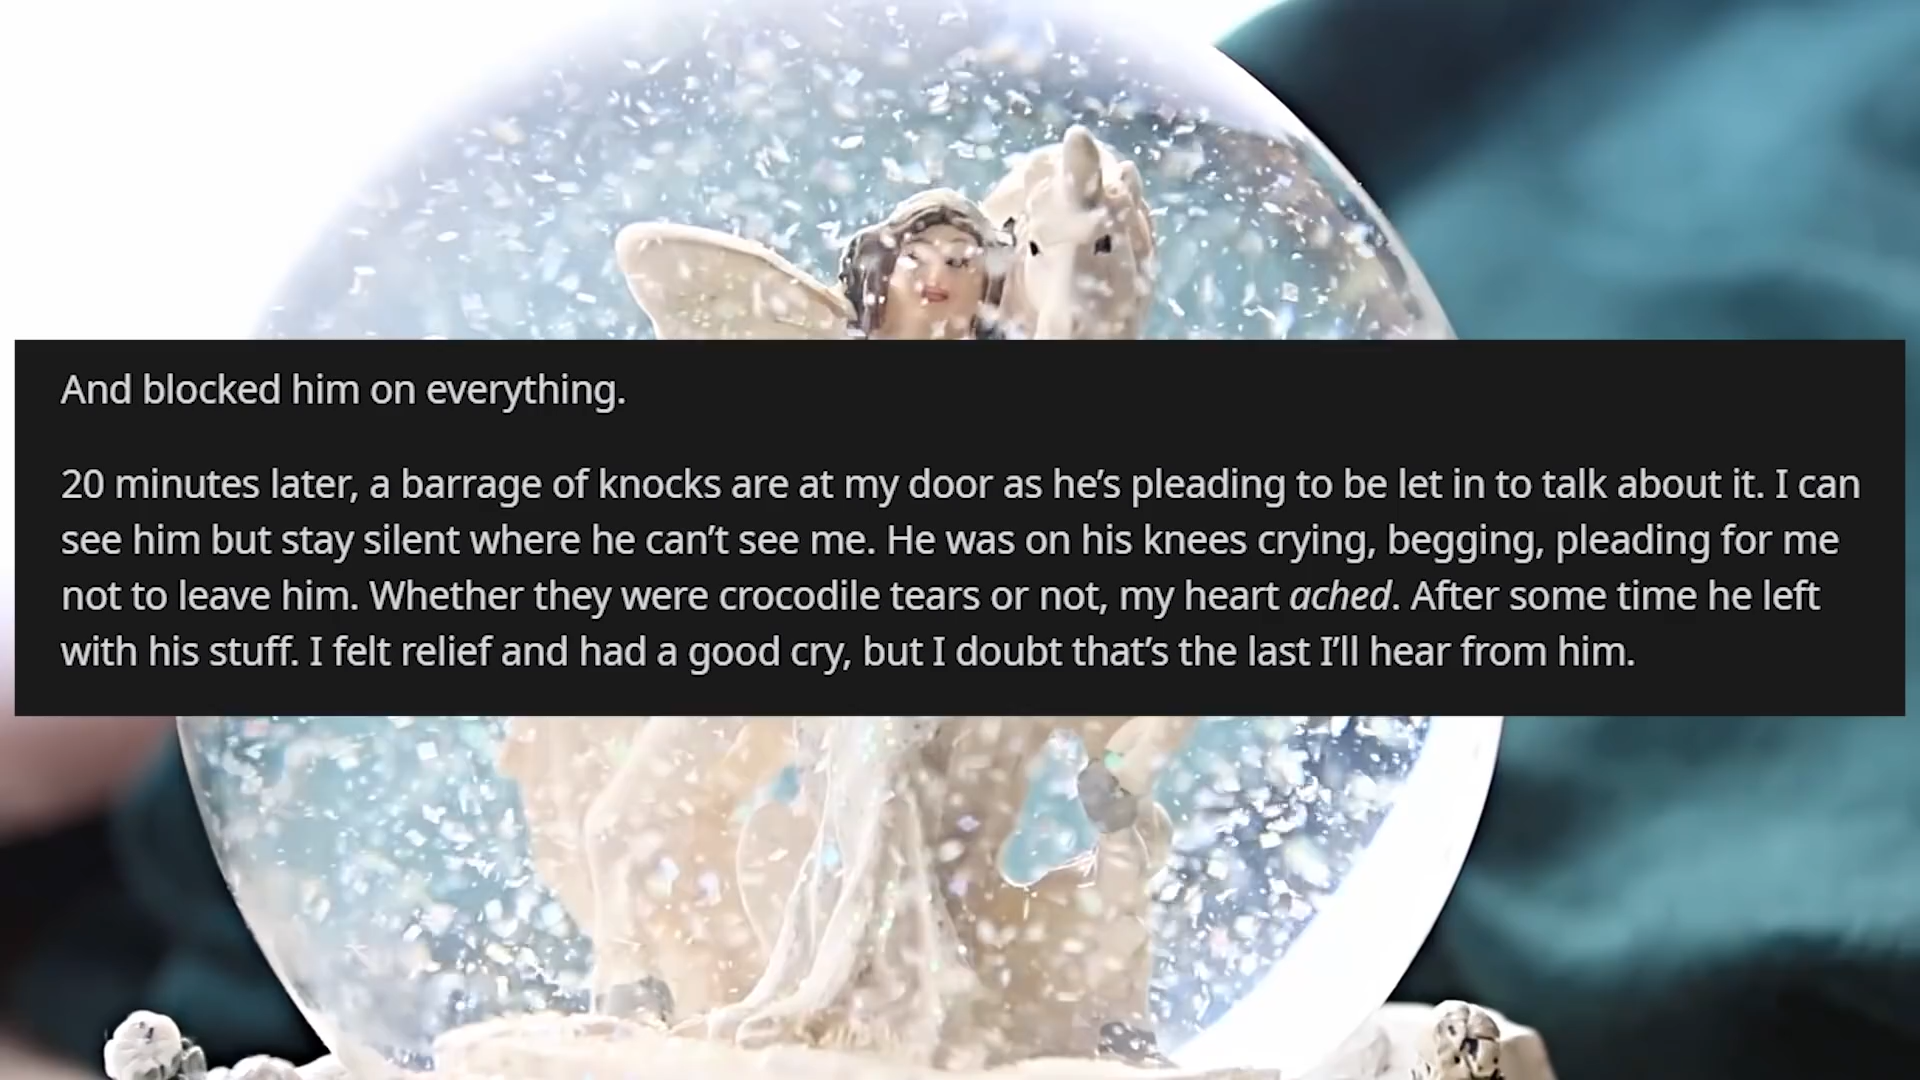 And blocked him on everything.
20 minutes later, a barrage of knocks are at my door as he’s pleading to be let in to talk about it. I can
see him but stay silent where he can’t see me. He was on his knees crying, begging, pleading for me
not to leave him. Whether they were crocodile tears or not, my heart ached. After some time he left
with his stuff. I felt relief and had a good cry, but I doubt that’s the last I’ll hear from him.